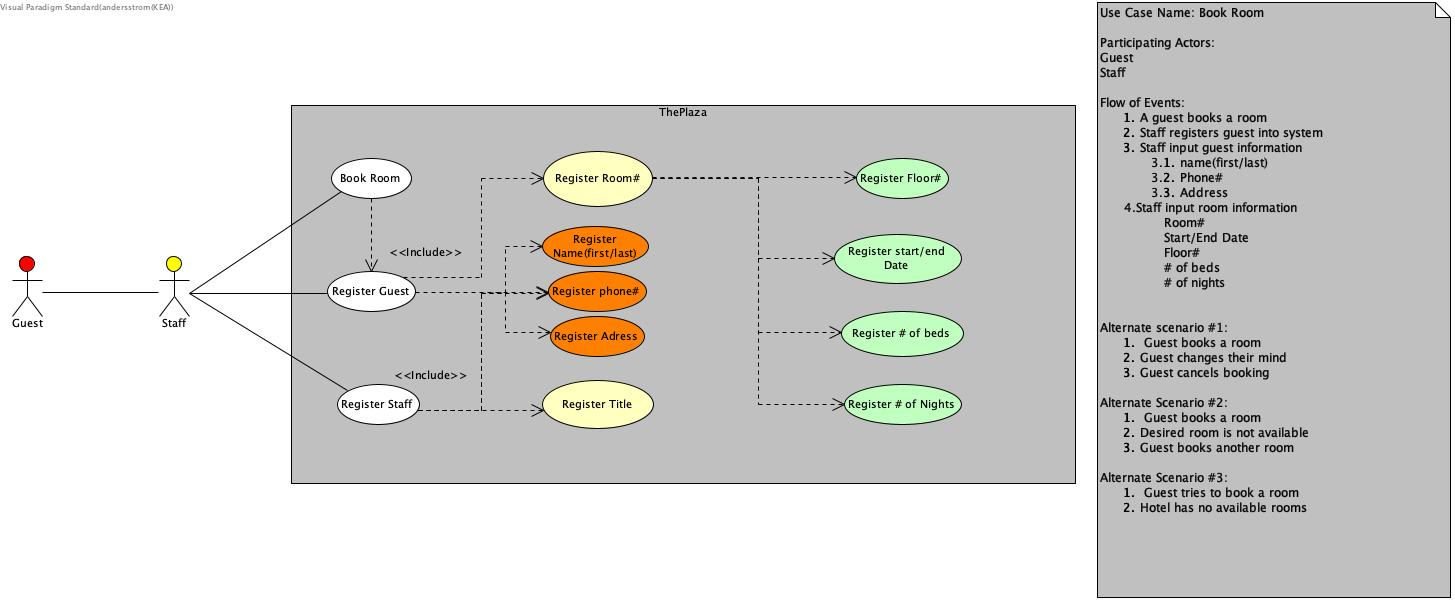 Visual Paradigm Standard(andersstrom(KEA))
ThePlaza
Book Room
Register Room#
Register Floor#
<<Include>>
Register
Name(first/last)
Register start/end
Date
Register Guest
Register phone#
Register Adress
Register # of beds
<<Include>>
Register Staff
Register Title
Register # of Nights
Guest
Staff
Use Case Name: Book Room
Participating Actors:
Guest
Staff
Flow of Events:
1. A guest books a room
2. Staff registers guest into system
3. Staff input guest information
3.1. name(first/last)
3.2. Phone#
3.3. Address
4.Staff input room information
Room#
Start/End Date
Floor#
# of beds
# of nights
Alternate scenario #1:
1. Guest books a room
2. Guest changes their mind
3. Guest cancels booking
Alternate Scenario #2:
1. Guest books a room
2. Desired room is not available
3. Guest books another room
Alternate Scenario #3:
1. Guest tries to book a room
2. Hotel has no available rooms